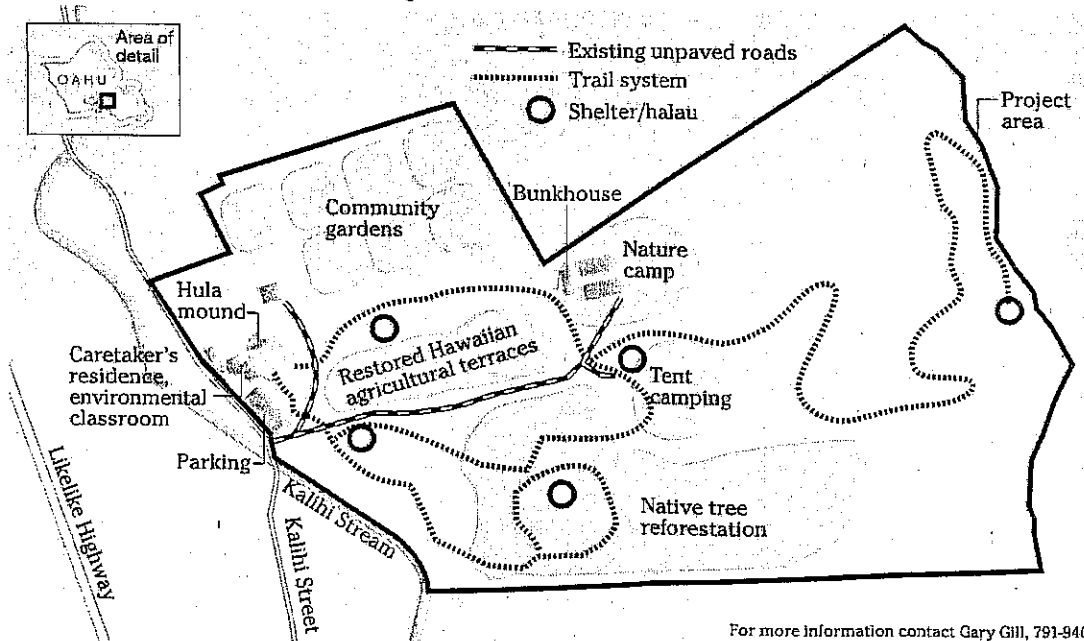 Area of
detail
OAHU
Existing unpaved roads
Trail system
Shelter/halau
Project
area
Bunkhouse
Community
gardens
Nature
camp
Hula
mound
Restored Hawaiian
agricultural terraces
Caretaker's
residence,
environmental
classroom
Tent
camping
Parking
Native tree
reforestation
Likelike Highway
Kalihi Street
Kalihi Stream
For more information contact Gary Gill,